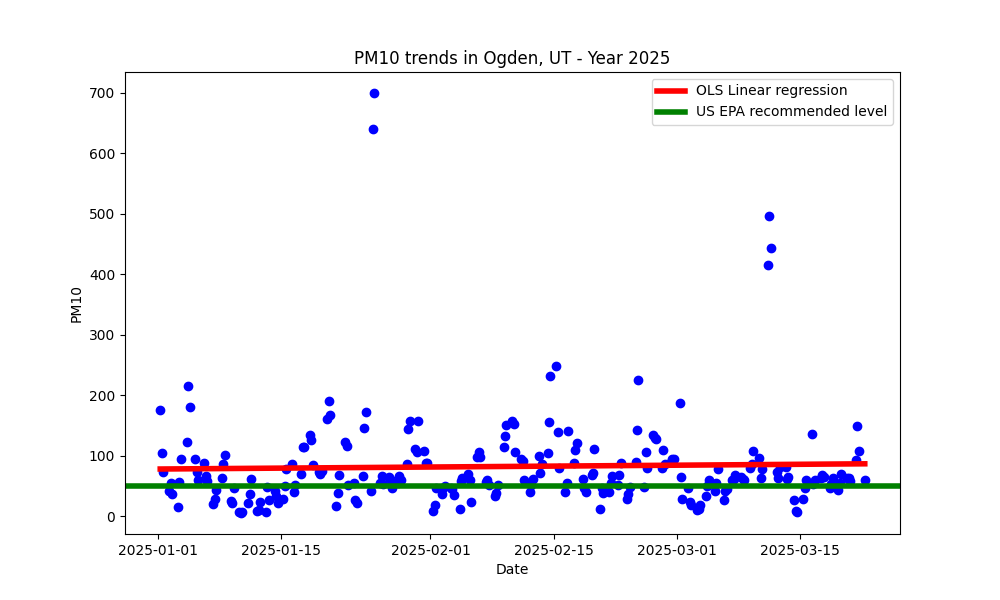 PM10 trends in Ogden, UT - Year 2025
OLS Linear regression
US EPA recommended level
700
600
500
400
300
200
100
0
PM10
2025-01-01
2025-01-15
2025-02-01
2025-02-15
2025-03-01
2025-03-15
Date